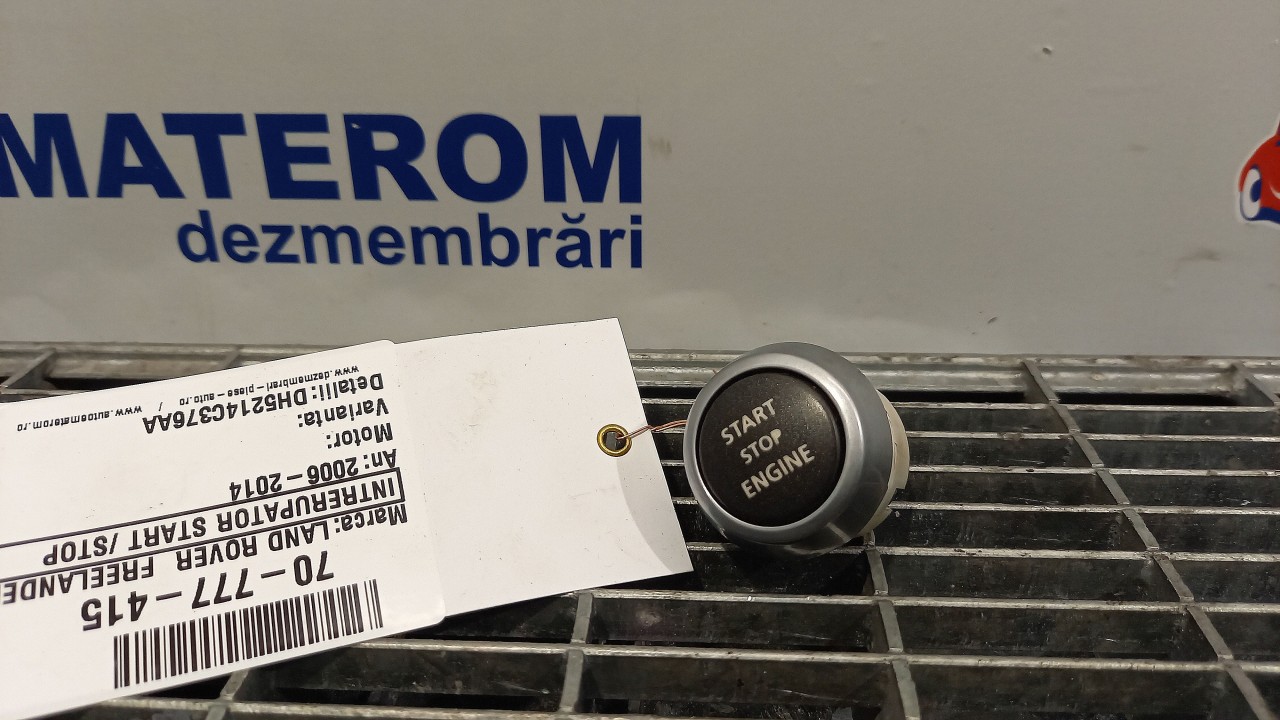 MATEROM
dezmembrări
START
STOP
ENGINE
70-777-415
Marca: LAND ROVER FREELANDE
INTRERUPATOR START/STOP
An: 2006-2014
Motor:
Varianta:
Detalii: DH5214C376AA
www.dezmembrari-piese-auto.ro / www.automaterom.ro